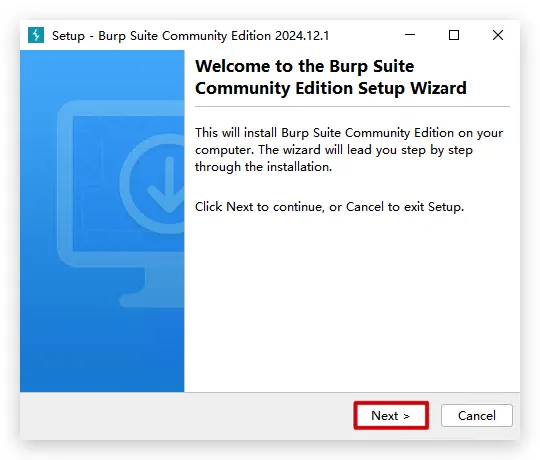 Setup - Burp Suite Community Edition 2024.12.1
Welcome to the Burp Suite
Community Edition Setup Wizard
This will install Burp Suite Community Edition on your
computer. The wizard will lead you step by step
through the installation.
Click Next to continue, or Cancel to exit Setup.
Next >
Cancel